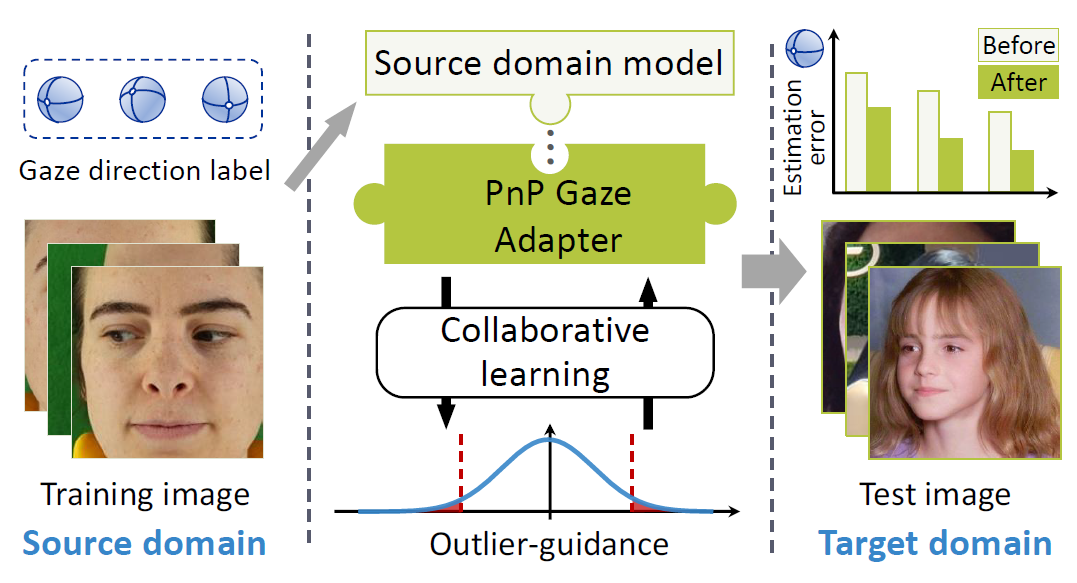 Gaze direction label
Training image
Source domain
Source domain model
PnP Gaze
Adapter
Collaborative
learning
Outlier-guidance
Estimation
error
Before
After
Test image
Target domain